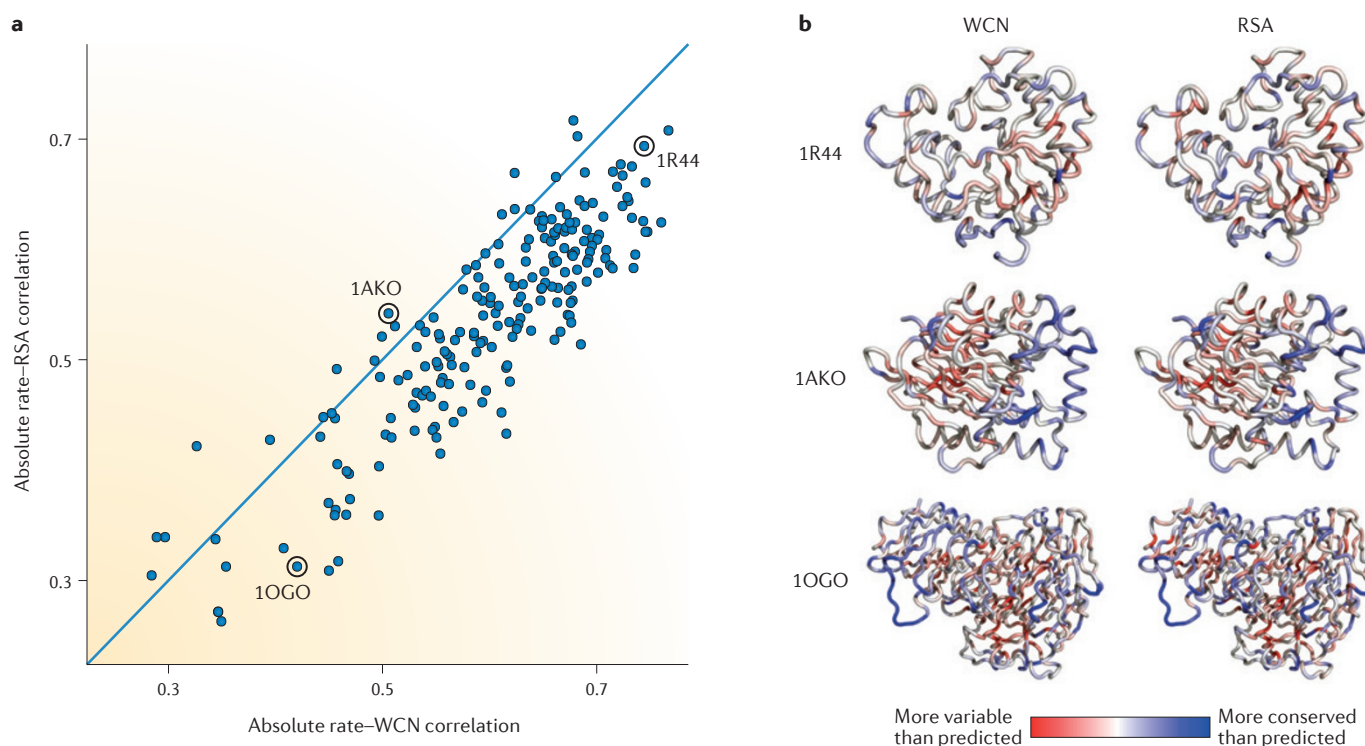 a
Absolute rate–RSA correlation
0.7
0.5
0.3
1R44
1AKO
1OGO
0.3
0.5
0.7
Absolute rate–WCN correlation
b
WCN
RSA
1R44
1AKO
1OGO
More variable
than predicted
More conserved
than predicted